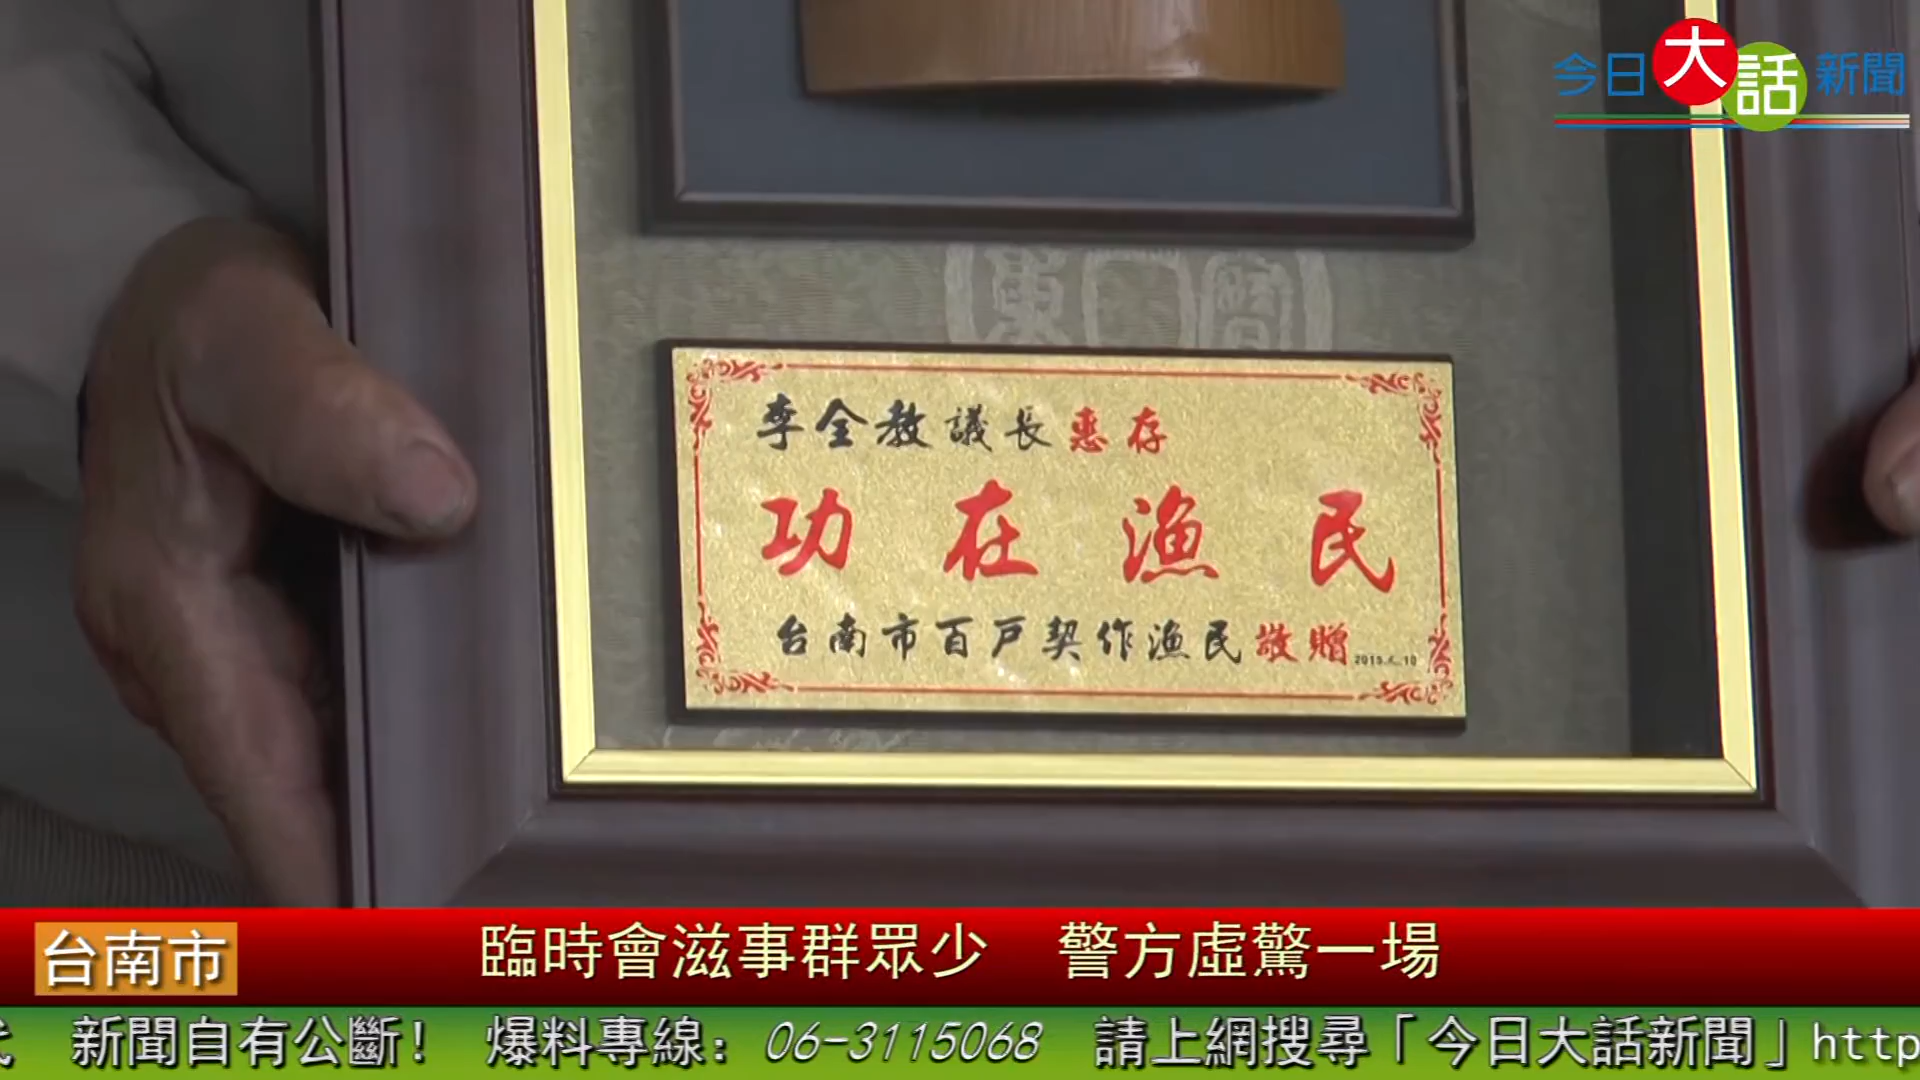 今日大話新聞
李全教議長惠存
功在漁民
台南市百戶契作漁民敬贈
台南市
臨時會滋事群眾少 警方虛驚一場
新聞自有公斷! 爆料專線: 06-3115068 請上網搜尋「今日大話新聞」http